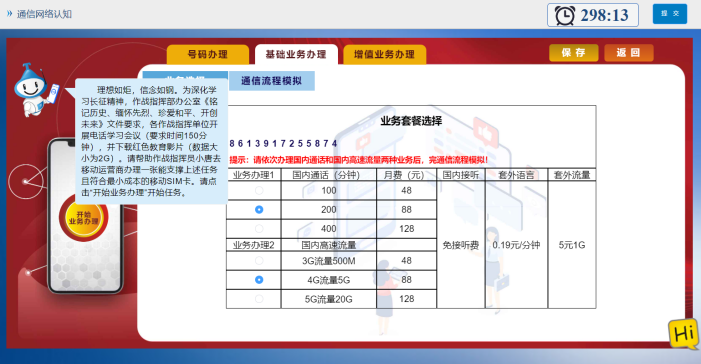 » 通信网络认知
298:13
提 交
号码办理 基础业务办理 增值业务办理
保存 返回
通信流程模拟
理想如炬，信念如钢。为深化学
习长征精神，作战指挥部办公室《铭
记历史、缅怀先烈、珍爱和平、开创
未来》文件要求，各作战指挥单位开
展电话学习会议（要求时间150分
钟），并下载红色教育影片（数据大
小为2G）。请帮助作战指挥员小唐去
移动运营商办理一张能支撑上述任务
且符合最小成本的移动SIM卡。请点
击“开始业务办理”开始任务。
开始
业务办理
业务套餐选择
8613917255874
提示：请依次办理国内通话和国内高速流量两种业务后，完通信流程模拟！
业务办理1 国内通话（分钟） 月费（元） 国内接听 套外语言 套外流量
100 48
200 88
400 128
业务办理2 国内高速流量 免接听费 0.19元/分钟 5元1G
3G流量500M 48
4G流量5G 88
5G流量20G 128
Hi